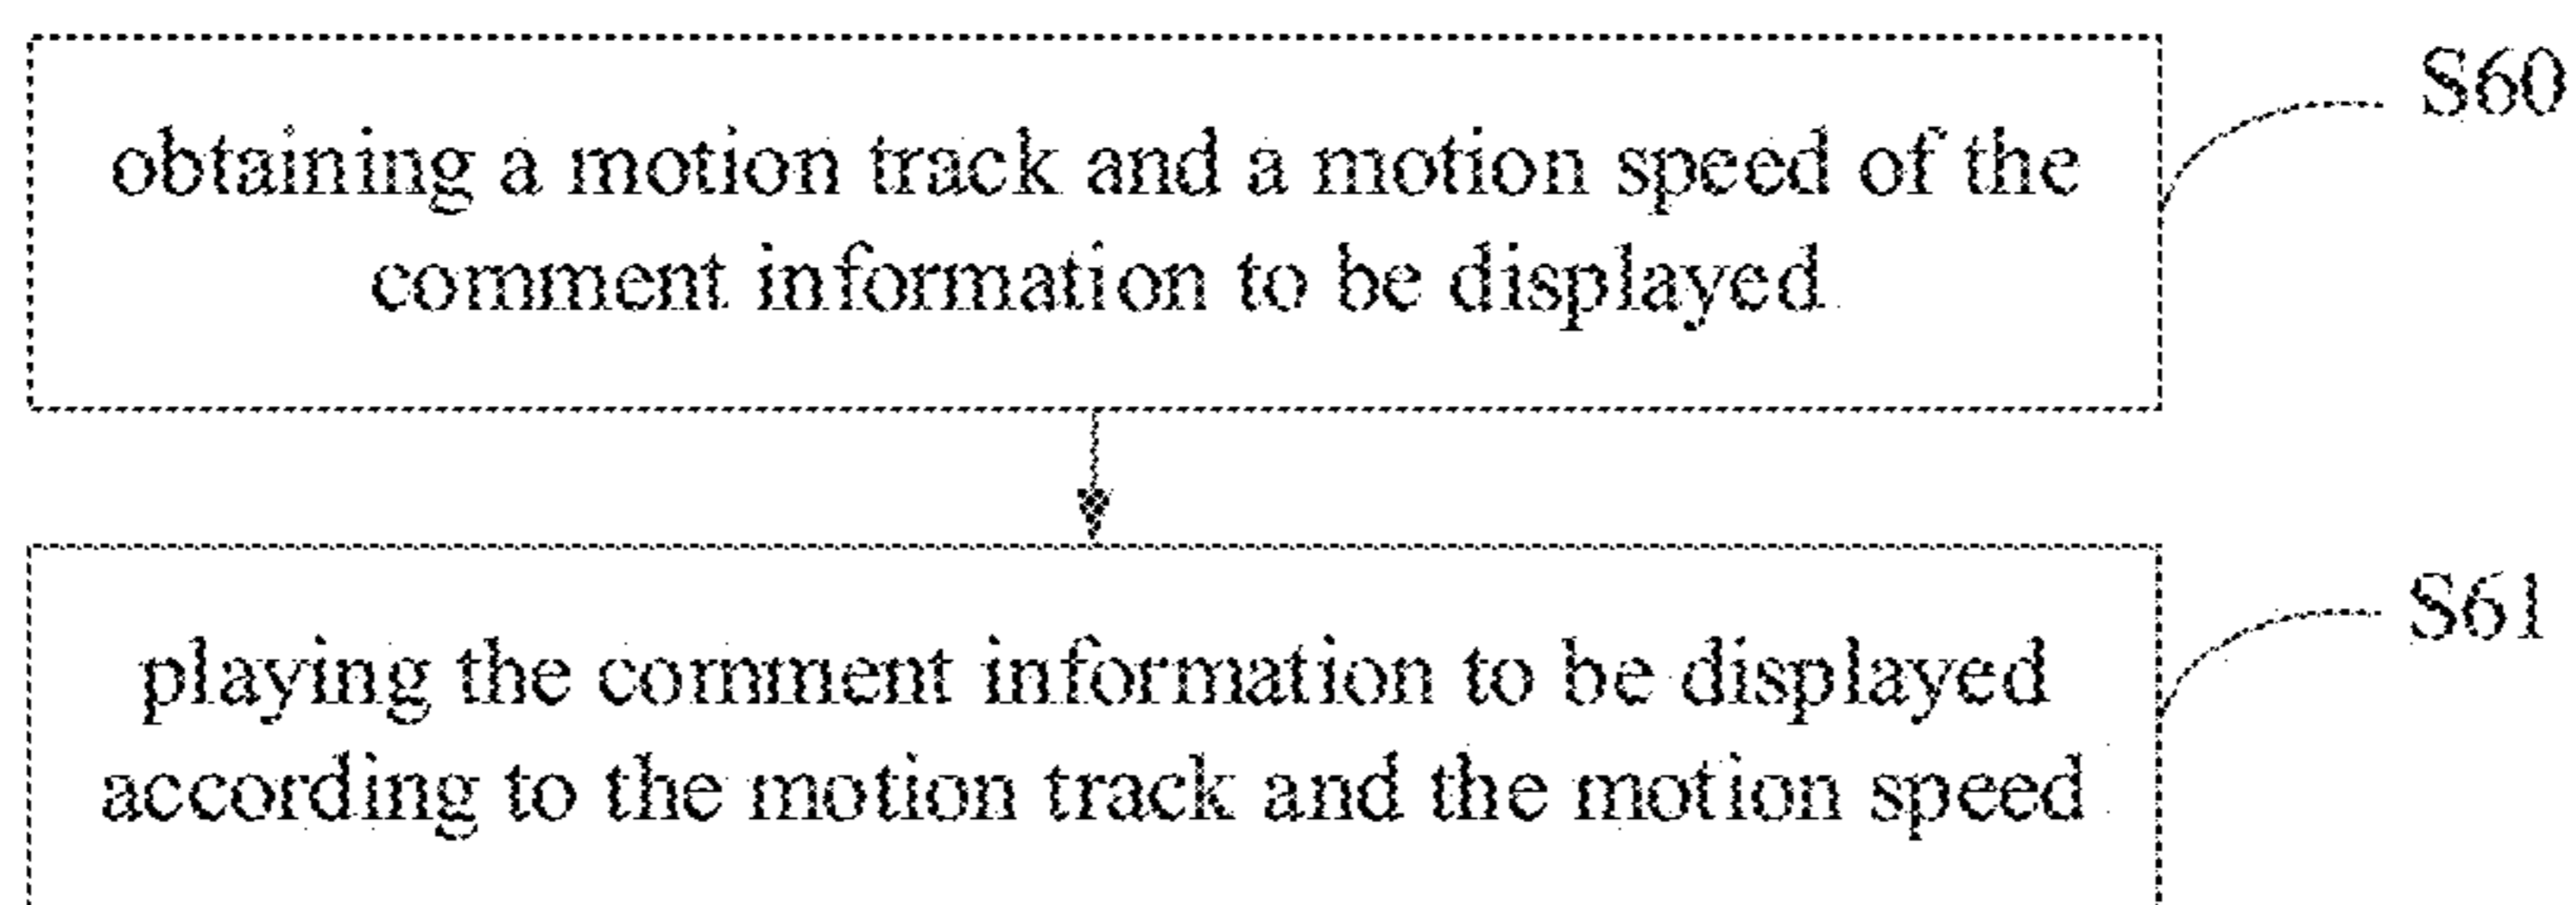 S60
obtaining a motion track and a motion speed of the
comment information to be displayed
S61
playing the comment information to be displayed
according to the motion track and the motion speed